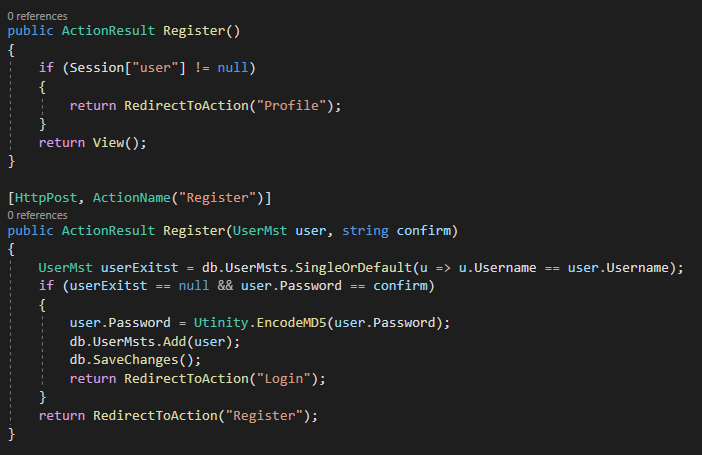 0 references
public ActionResult Register()
{
if (Session["user"] != null)
{
return RedirectToAction("Profile");
}
return View();
}
[HttpPost, ActionName("Register")]
0 references
public ActionResult Register(UserMst user, string confirm)
{
UserMst userExitst = db.UserMsts.SingleOrDefault(u => u.Username == user.Username);
if (userExitst == null && user.Password == confirm)
{
user.Password = Utinity.EncodeMD5(user.Password);
db.UserMsts.Add(user);
db.SaveChanges();
return RedirectToAction("Login");
}
return RedirectToAction("Register");
}